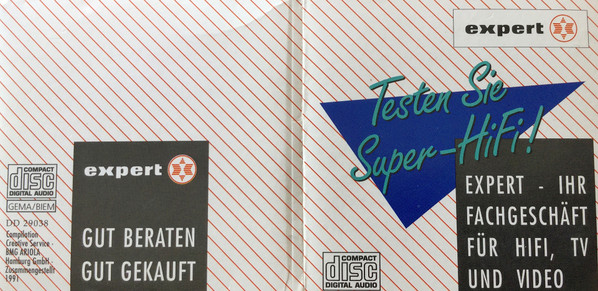 expert
GUT BERATEN
GUT GEKAUFT
COMPACT
disc
DIGITAL AUDIO
GEMA/BIEM
DD 29038
Compilation
Creative Service -
BMG ARIOLA
Hamburg GmbH
Zusammengestellt
1991
expert
Testen Sie
Super-HiFi!
EXPERT - IHR
FACHGESCHÄFT
FÜR HIFI, TV
UND VIDEO
COMPACT
disc
DIGITAL AUDIO